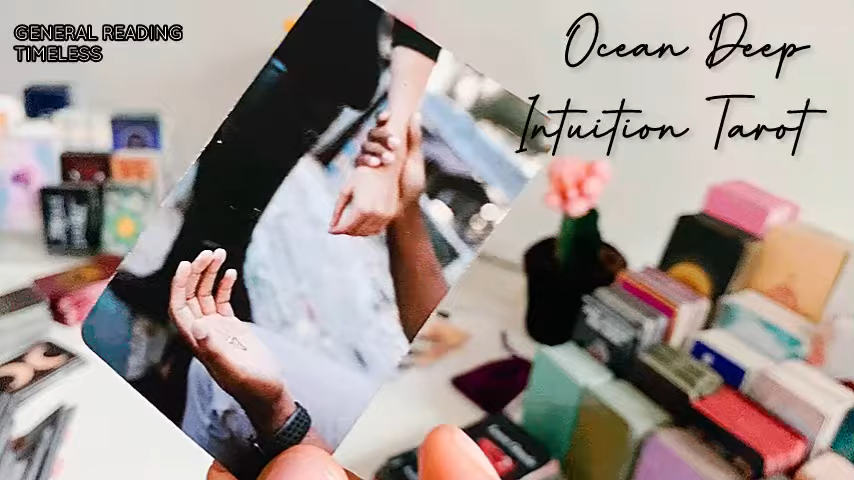 GENERAL READING
TIMELESS
Ocean Deep
Intuition Tarot